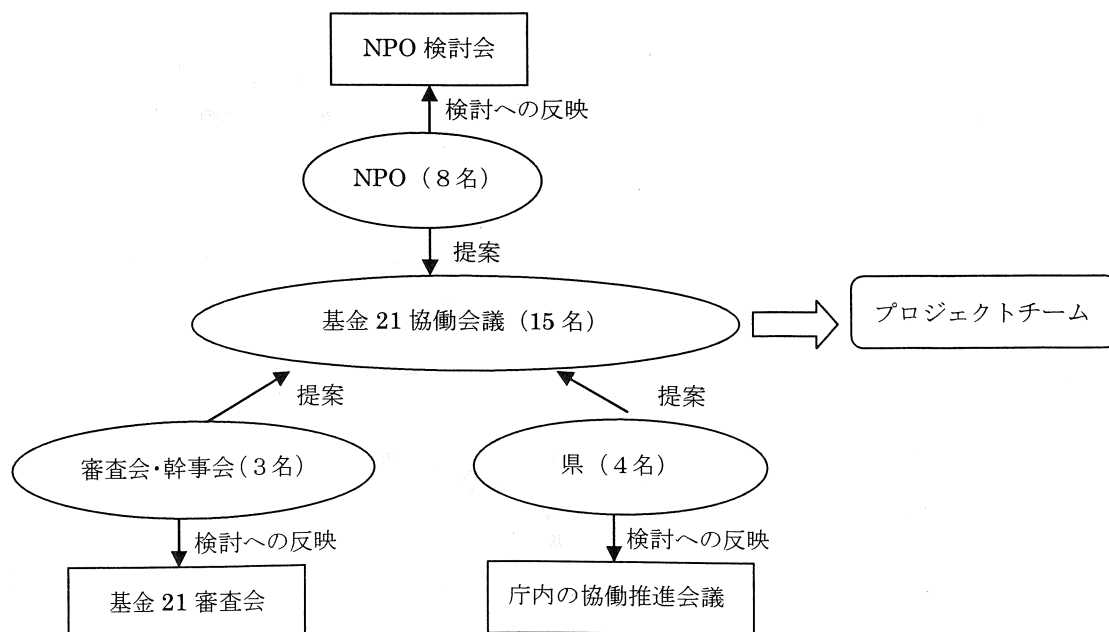 NPO 検討会
検討への反映
NPO（８名）
提案
基金 21 協働会議（15 名）
プロジェクトチーム
提案
提案
審査会・幹事会（３名）
県（４名）
検討への反映
検討への反映
基金 21 審査会
庁内の協働推進会議